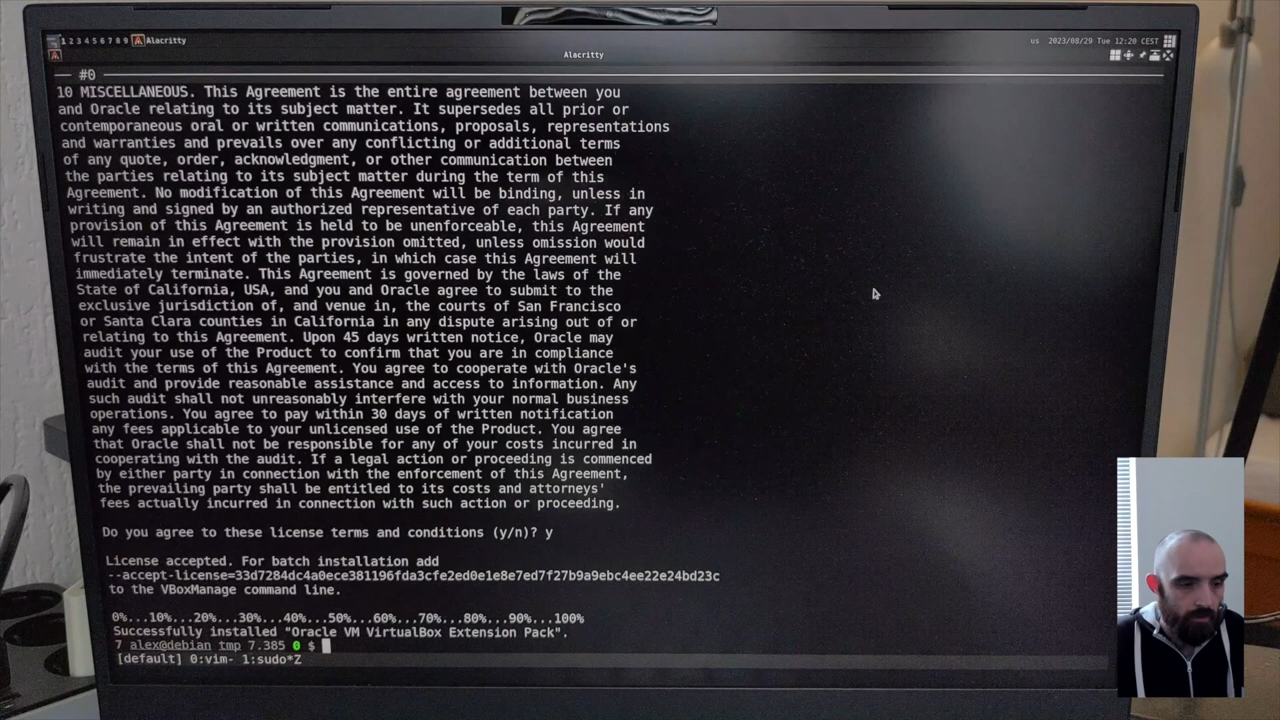 1 2 3 4 5 6 7 8 9 Alacritty
us 2023/08/29 Tue 12:20 CEST
Alacritty
#0
10 MISCELLANEOUS. This Agreement is the entire agreement between you
and Oracle relating to its subject matter. It supersedes all prior or
contemporaneous oral or written communications, proposals, representations
and warranties and prevails over any conflicting or additional terms
of any quote, order, acknowledgment, or other communication between
the parties relating to its subject matter during the term of this
Agreement. No modification of this Agreement will be binding, unless in
writing and signed by an authorized representative of each party. If any
provision of this Agreement is held to be unenforceable, this Agreement
will remain in effect with the provision omitted, unless omission would
frustrate the intent of the parties, in which case this Agreement will
immediately terminate. This Agreement is governed by the laws of the
State of California, USA, and you and Oracle agree to submit to the
exclusive jurisdiction of, and venue in, the courts of San Francisco
or Santa Clara counties in California in any dispute arising out of or
relating to this Agreement. Upon 45 days written notice, Oracle may
audit your use of the Product to confirm that you are in compliance
with the terms of this Agreement. You agree to cooperate with Oracle's
audit and provide reasonable assistance and access to information. Any
such audit shall not unreasonably interfere with your normal business
operations. You agree to pay within 30 days of written notification
any fees applicable to your unlicensed use of the Product. You agree
that Oracle shall not be responsible for any of your costs incurred in
cooperating with the audit. If a legal action or proceeding is commenced
by either party in connection with the enforcement of this Agreement,
the prevailing party shall be entitled to its costs and attorneys'
fees actually incurred in connection with such action or proceeding.
Do you agree to these license terms and conditions (y/n)? y
License accepted. For batch installation add
--accept-license=33d7284dc4a0ece381196fda3cfe2ed0e1e8e7ed7f27b9a9ebc4ee22e24bd23c
to the VBoxManage command line.
0%...10%...20%...30%...40%...50%...60%...70%...80%...90%...100%
Successfully installed "Oracle VM VirtualBox Extension Pack".
7 alex@debian tmp 7.385 0 $
[default] 0:vim- 1:sudo*Z